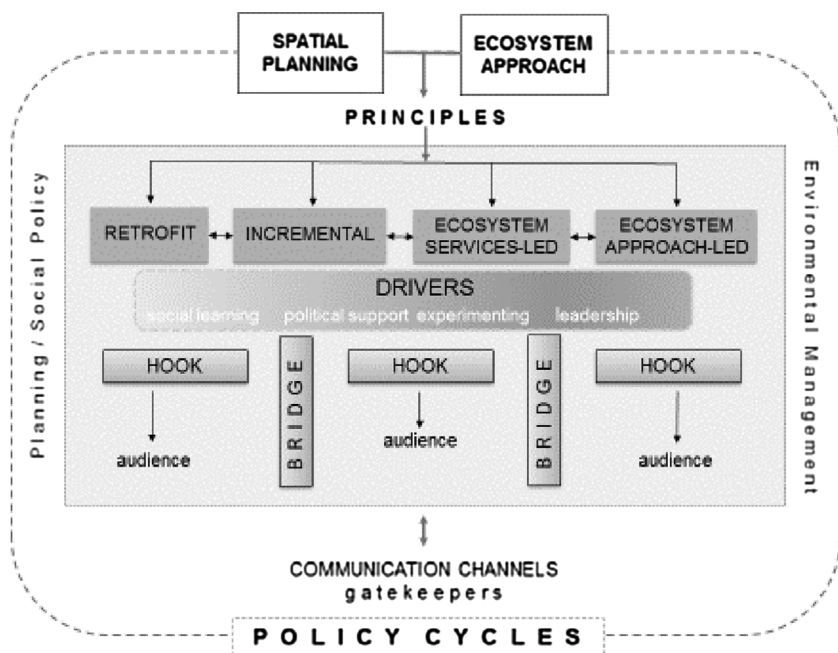 SPATIAL
PLANNING
ECOSYSTEM
APPROACH
PRINCIPLES
Planning / Social Policy
Environmental Management
RETROFIT
INCREMENTAL
ECOSYSTEM
SERVICES-LED
ECOSYSTEM
APPROACH-LED
DRIVERS
social learning political support experimenting leadership
HOOK
BRIDGE
HOOK
BRIDGE
HOOK
audience
audience
audience
COMMUNICATION CHANNELS
gatekeepers
POLICY CYCLES